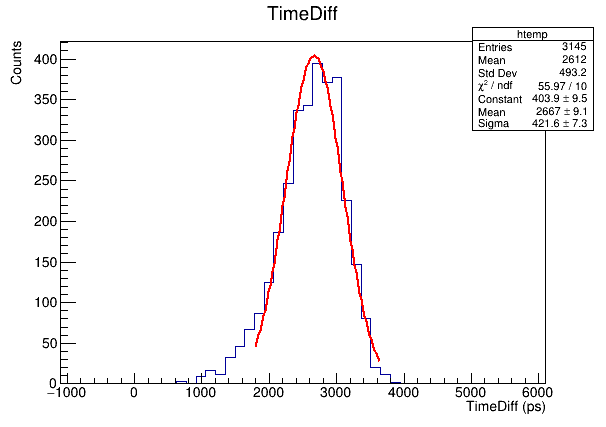 TimeDiff
Counts
htemp
Entries 3145
Mean 2612
Std Dev 493.2
χ² / ndf 55.97 / 10
Constant 403.9 ± 9.5
Mean 2667 ± 9.1
Sigma 421.6 ± 7.3
400
350
300
250
200
150
100
50
0
−1000 0 1000 2000 3000 4000 5000 6000
TimeDiff (ps)